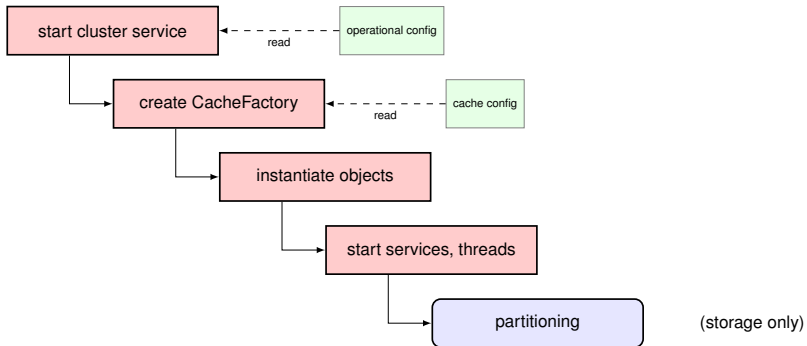 start cluster service
operational config
read
create CacheFactory
cache config
read
instantiate objects
start services, threads
partitioning
(storage only)